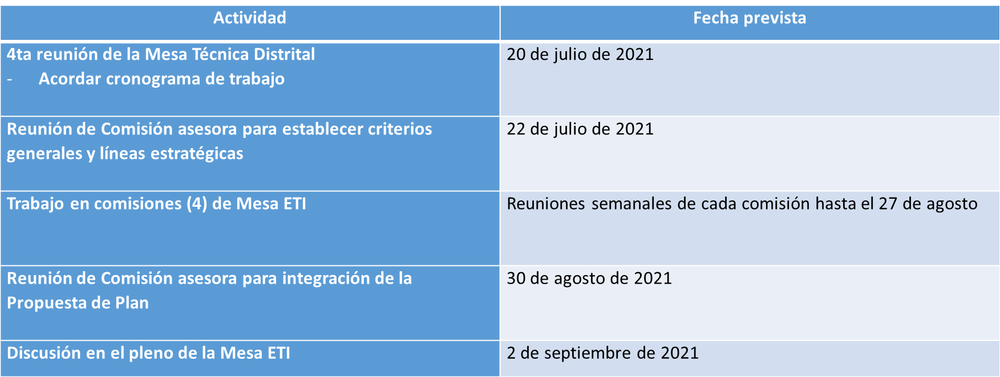 Actividad
Fecha prevista
4ta reunión de la Mesa Técnica Distrital
- Acordar cronograma de trabajo
20 de julio de 2021
Reunión de Comisión asesora para establecer criterios
generales y líneas estratégicas
22 de julio de 2021
Trabajo en comisiones (4) de Mesa ETI
Reuniones semanales de cada comisión hasta el 27 de agosto
Reunión de Comisión asesora para integración de la
Propuesta de Plan
30 de agosto de 2021
Discusión en el pleno de la Mesa ETI
2 de septiembre de 2021